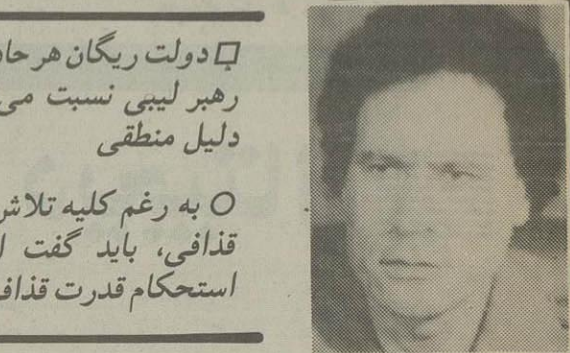 دولت ریگان هر حا
رهبر لیبی نسبت می
دلیل منطقی
به رغم کلیه تلاش
قذافی، باید گفت ا
استحکام قدرت قذاف